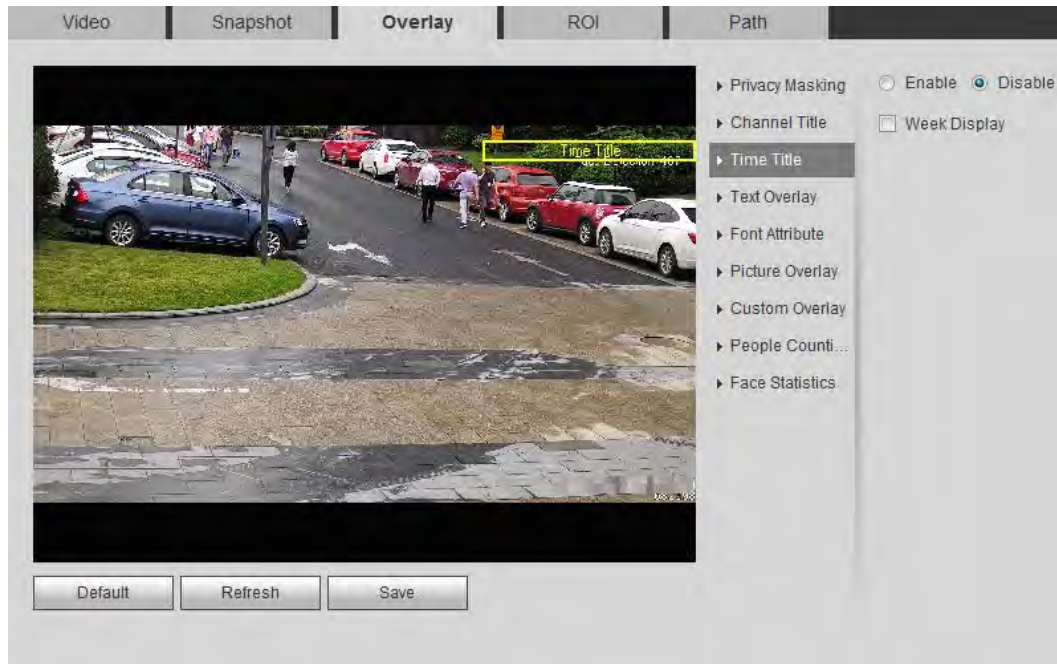 Video Snapshot Overlay ROI Path
Privacy Masking
Enable Disable
Channel Title
Week Display
Time Title
Time Title
Text Overlay
Font Attribute
Picture Overlay
Custom Overlay
People Counti...
Face Statistics
Default Refresh Save